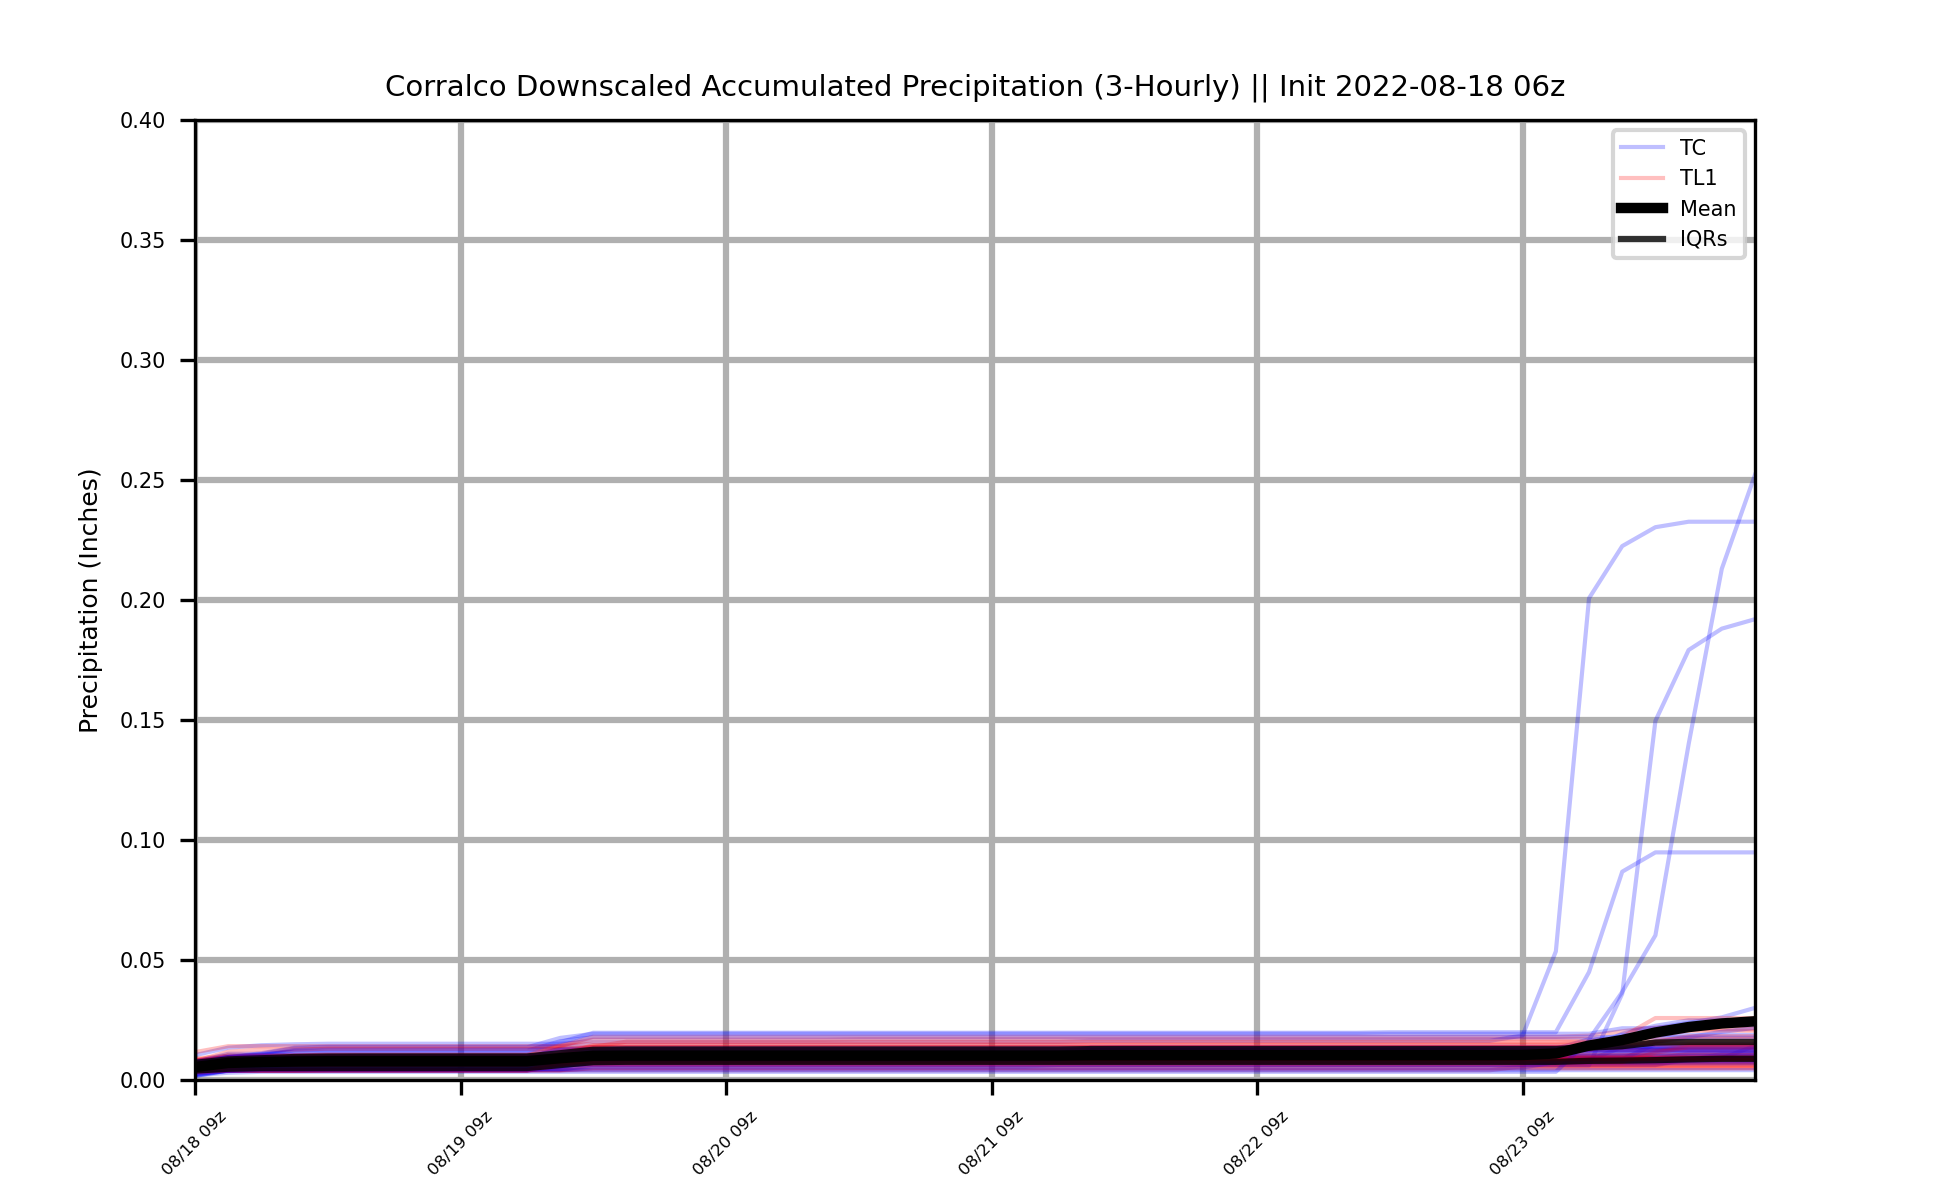 Corralco Downscaled Accumulated Precipitation (3-Hourly) || Init 2022-08-18 06z
TC
TL1
Mean
IQRs
Precipitation (Inches)
0.40
0.35
0.30
0.25
0.20
0.15
0.10
0.05
0.00
08/18 09z
08/19 09z
08/20 09z
08/21 09z
08/22 09z
08/23 09z